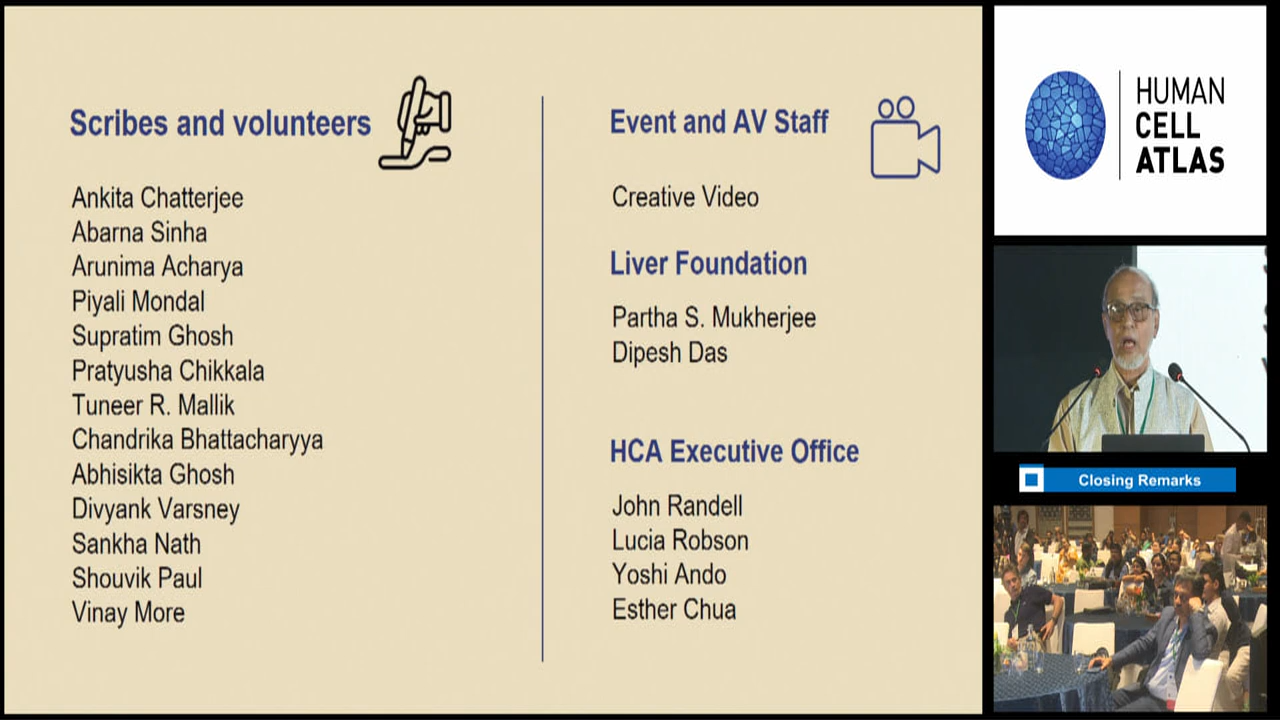 Scribes and volunteers
Ankita Chatterjee
Abarna Sinha
Arunima Acharya
Piyali Mondal
Supratim Ghosh
Pratyusha Chikkala
Tuneer R. Mallik
Chandrika Bhattacharyya
Abhisikta Ghosh
Divyank Varsney
Sankha Nath
Shouvik Paul
Vinay More
Event and AV Staff
Creative Video
Liver Foundation
Partha S. Mukherjee
Dipesh Das
HCA Executive Office
John Randell
Lucia Robson
Yoshi Ando
Esther Chua
HUMAN
CELL
ATLAS
Closing Remarks